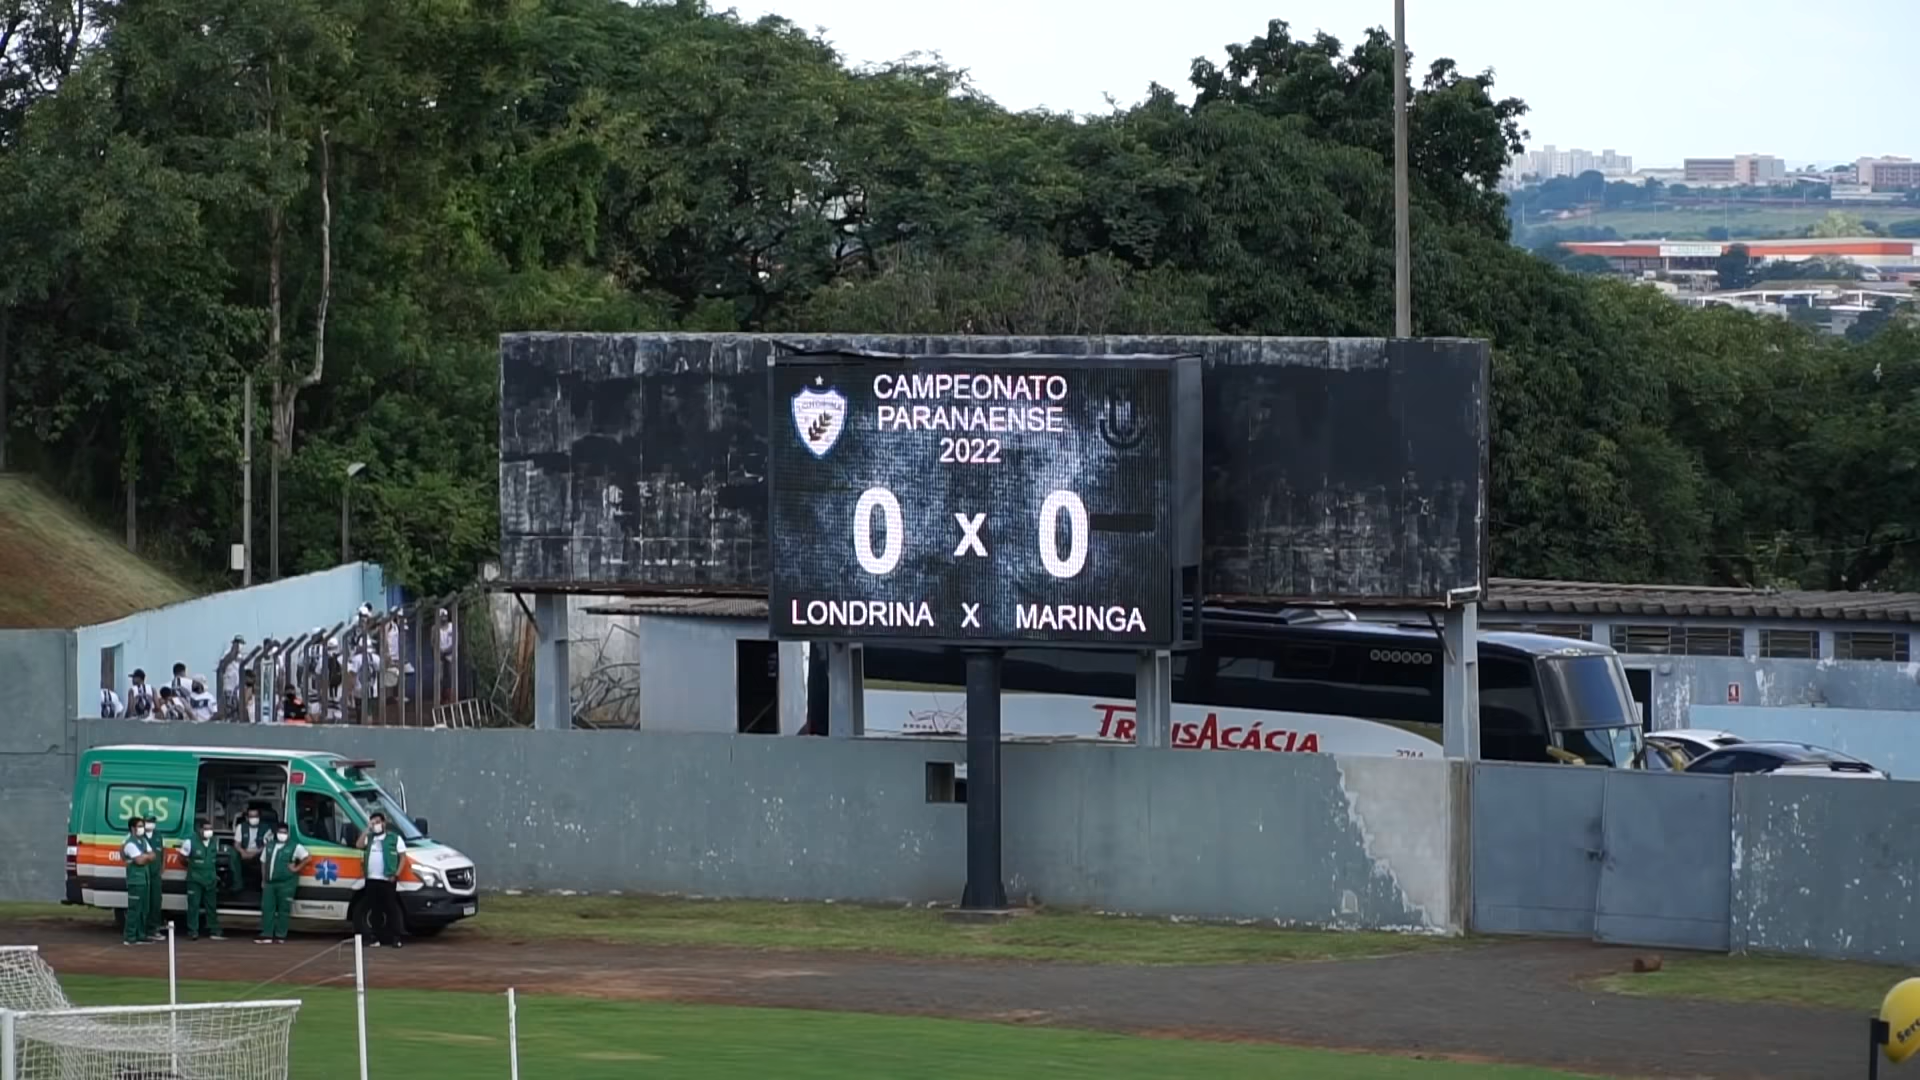 CAMPEONATO
PARANAENSE
2022
0 x 0
LONDRINA X MARINGA
TRANSACÁCIA
SOS